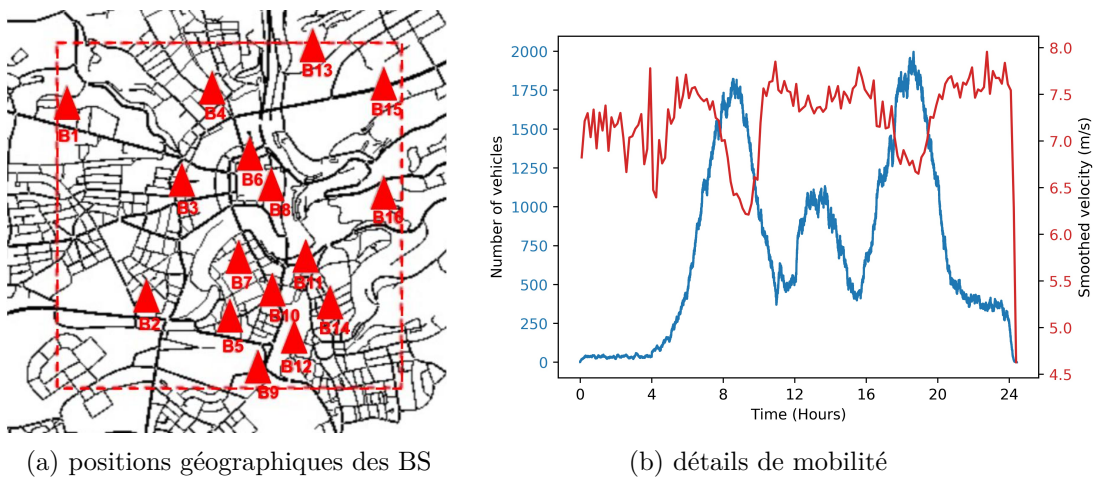 B13
B15
B4
B1
B6
B3
B8
B16
B7
B11
B10
B14
B2
B5
B12
B9
(a) positions géographiques des BS
Number of vehicles
2000
1750
1500
1250
1000
750
500
250
0
0 4 8 12 16 20 24
Time (Hours)
8.0
7.5
7.0
6.5
6.0
5.5
5.0
4.5
Smoothed velocity (m/s)
(b) détails de mobilité